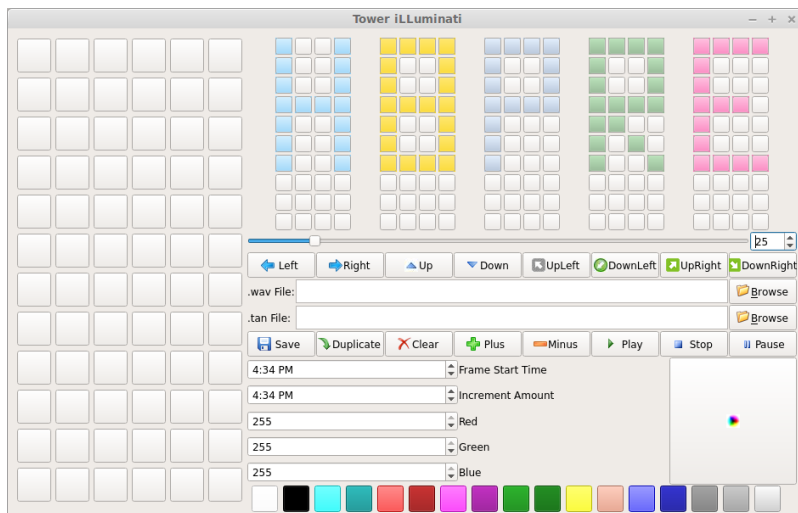 Tower iLLuminati
25
Left Right Up Down UpLeft DownLeft UpRight DownRight
.wav File: Browse
.tan File: Browse
Save Duplicate Clear Plus Minus Play Stop Pause
4:34 PM Frame Start Time
4:34 PM Increment Amount
255 Red
255 Green
255 Blue